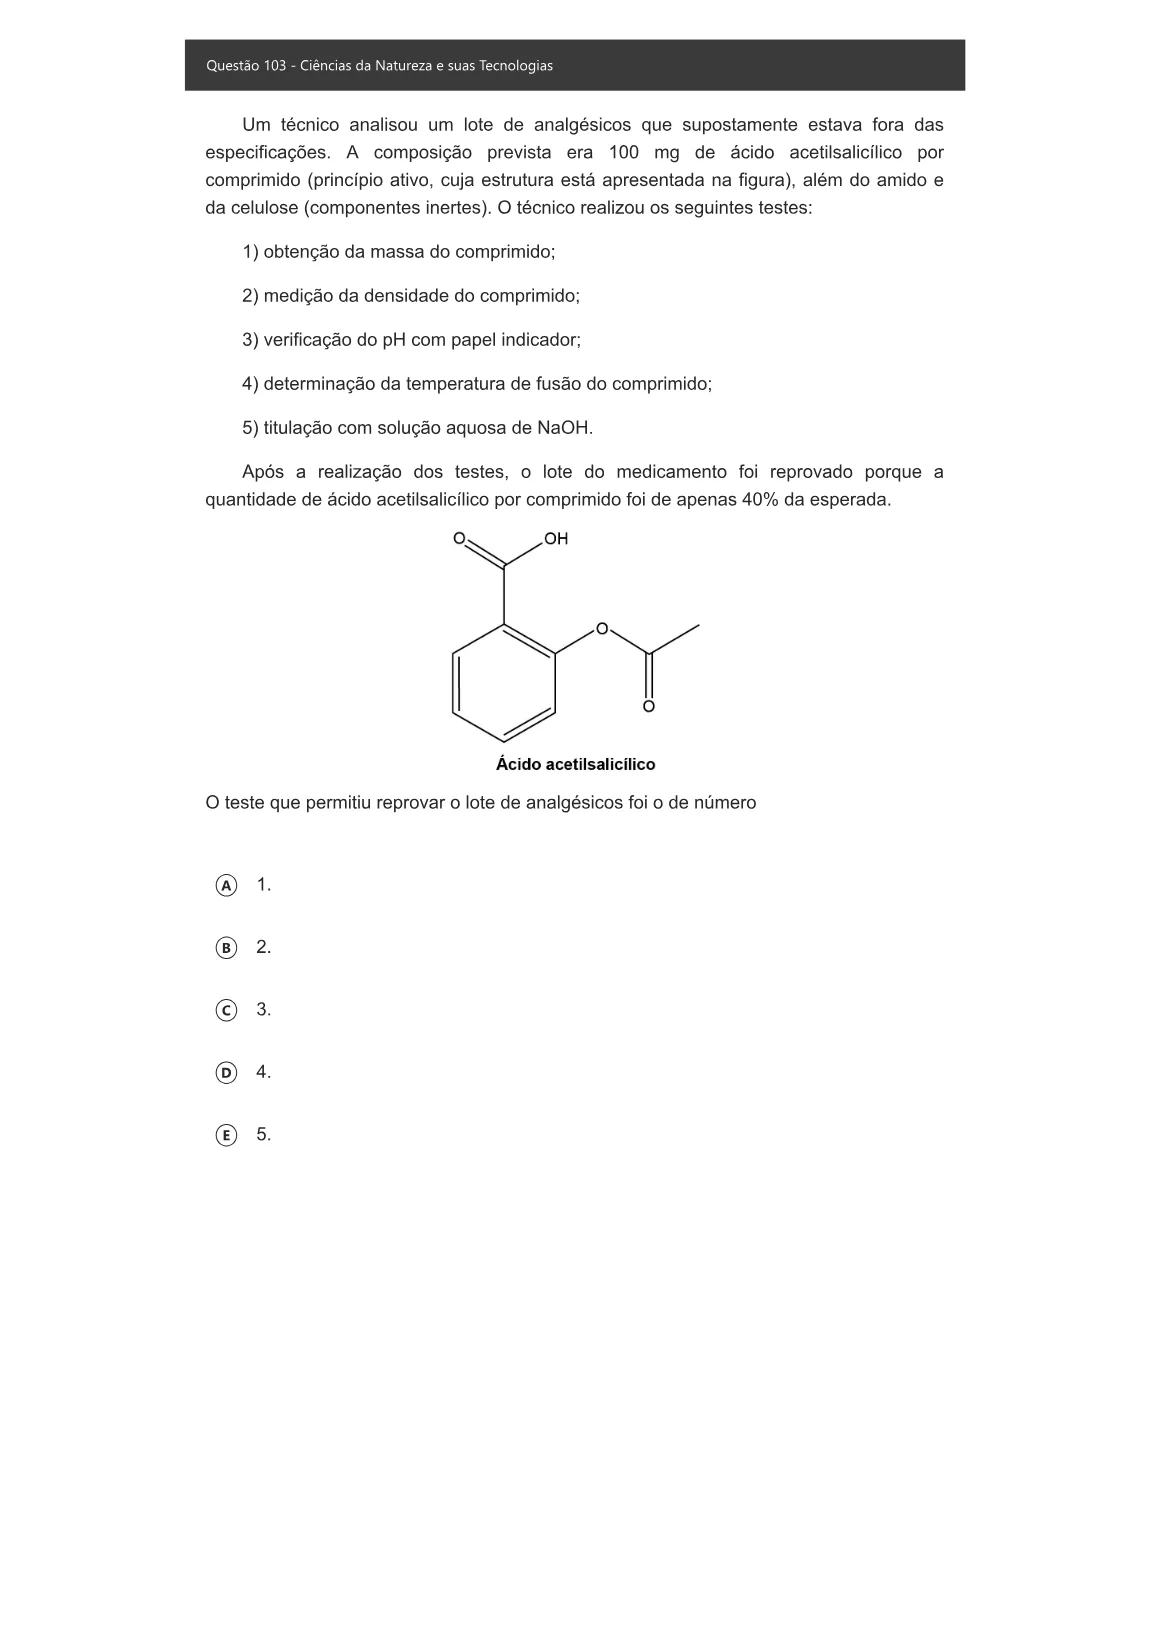 Questão 103 - Ciências da Natureza e suas Tecnologias
Um técnico analisou um lote de analgésicos que supostamente estava fora das
especificações. A composição prevista era 100 mg de ácido acetilsalicílico por
comprimido (princípio ativo, cuja estrutura está apresentada na figura), além do amido e
da celulose (componentes inertes). O técnico realizou os seguintes testes:
1) obtenção da massa do comprimido;
2) medição da densidade do comprimido;
3) verificação do pH com papel indicador;
4) determinação da temperatura de fusão do comprimido;
5) titulação com solução aquosa de NaOH.
Após a realização dos testes, o lote do medicamento foi reprovado porque a
quantidade de ácido acetilsalicílico por comprimido foi de apenas 40% da esperada.
O OH
O
O
Ácido acetilsalicílico
O teste que permitiu reprovar o lote de analgésicos foi o de número
A 1.
B 2.
C 3.
D 4.
E 5.